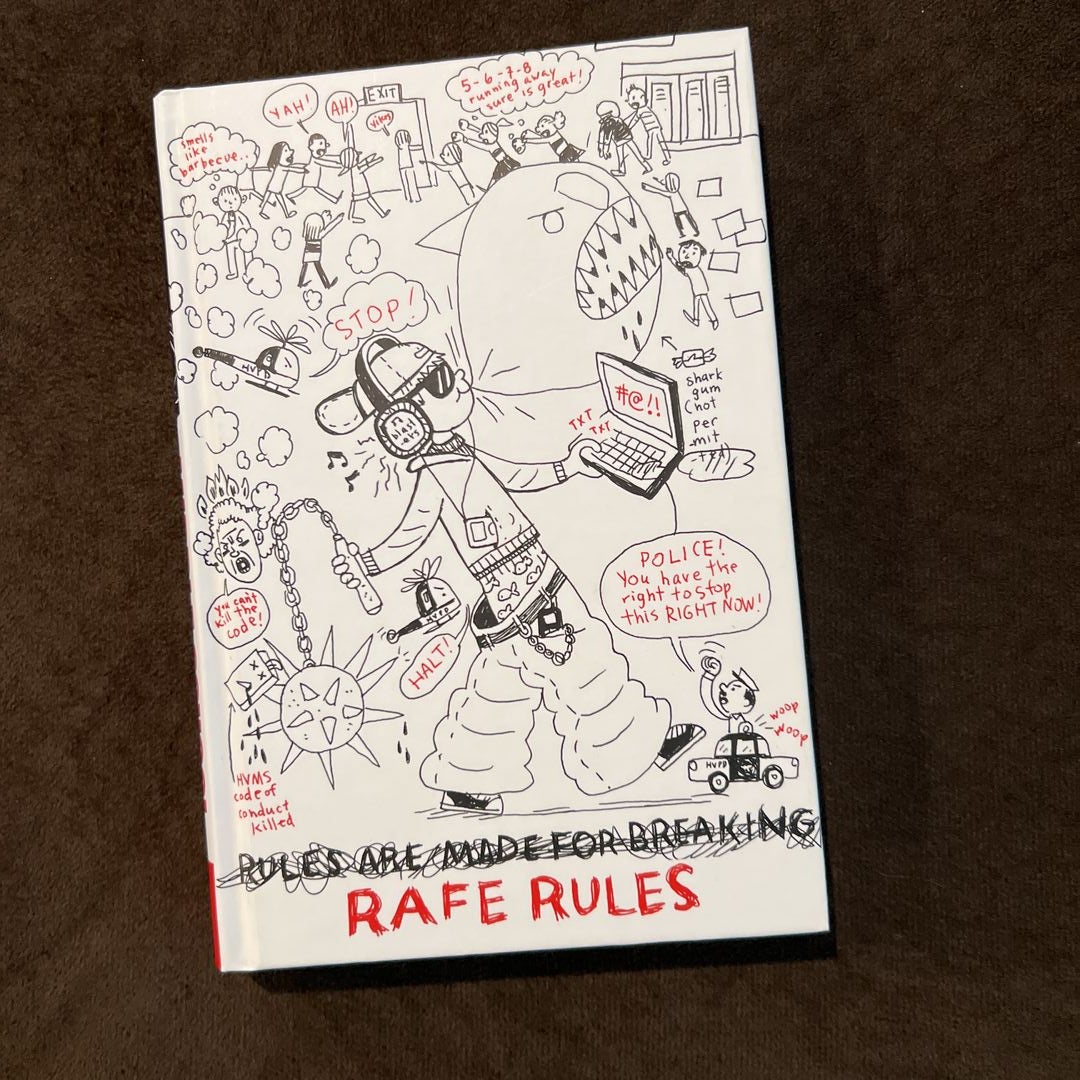 5-6-7-8
running away
sure is great!
YAH!
AH!
EXIT
yikes
smells
like
barbecue..
STOP!
HVPD
#@!!
TXT
TXT
shark
gum
(not
per
mit
blast
POLICE!
You have the
right to stop
this RIGHT NOW!
you can't
kill the
code!
HVPD
HALT!
woop
woop
HVPD
HVMS
code of
conduct
killed
RULES ARE MADE FOR BREAKING
RAFE RULES